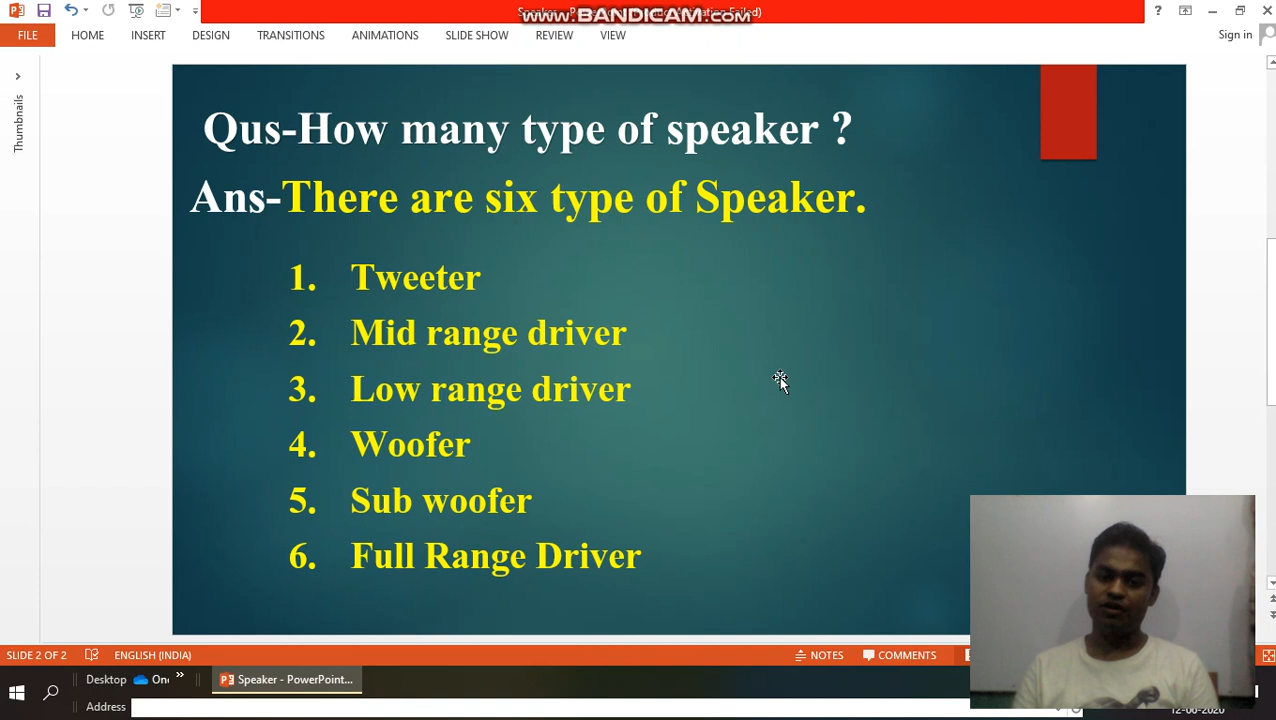 www.BANDICAM.com
FILE HOME INSERT DESIGN TRANSITIONS ANIMATIONS SLIDE SHOW REVIEW VIEW Sign in
Thumbnails
Qus-How many type of speaker ?
Ans-There are six type of Speaker.
1. Tweeter
2. Mid range driver
3. Low range driver
4. Woofer
5. Sub woofer
6. Full Range Driver
SLIDE 2 OF 2 ENGLISH (INDIA) NOTES COMMENTS
Desktop Speaker - PowerPoint...
Address